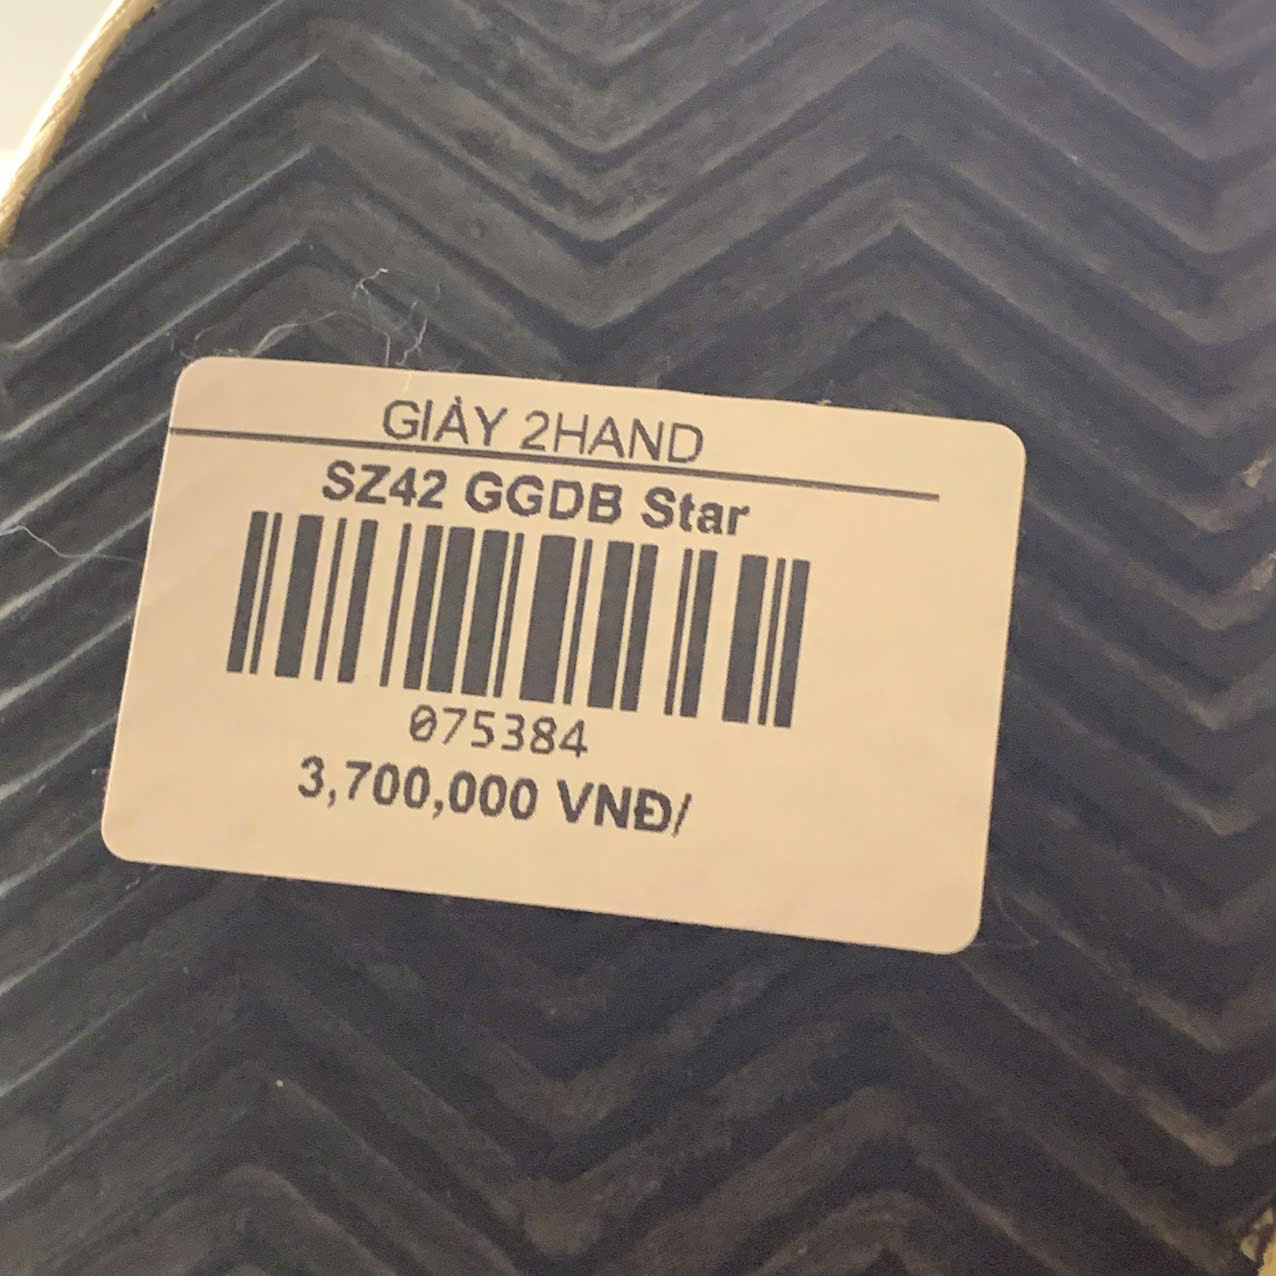 GIÀY 2HAND
SZ42 GGDB Star
075384
3,700,000 VNĐ/